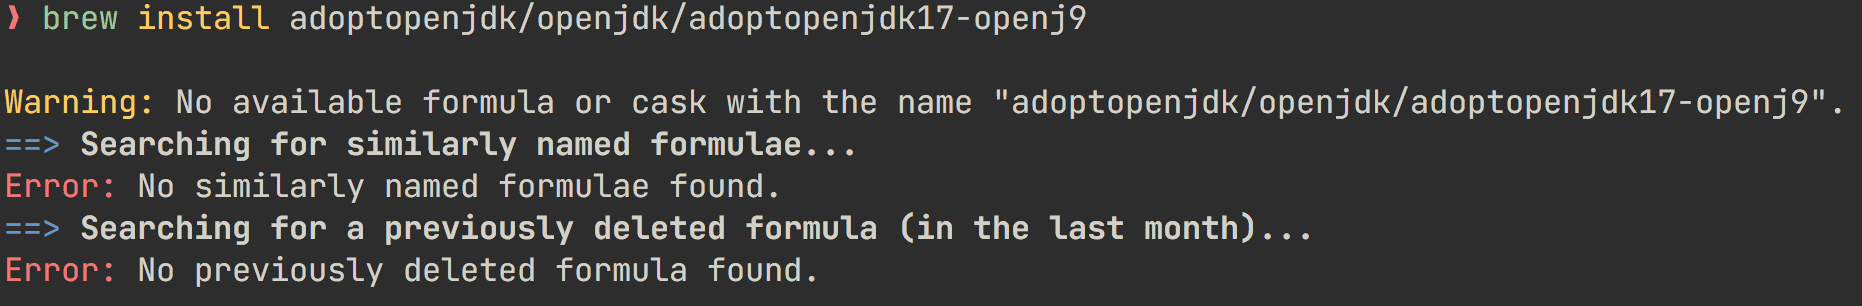 ❯ brew install adoptopenjdk/openjdk/adoptopenjdk17-openj9
Warning: No available formula or cask with the name "adoptopenjdk/openjdk/adoptopenjdk17-openj9".
==> Searching for similarly named formulae...
Error: No similarly named formulae found.
==> Searching for a previously deleted formula (in the last month)...
Error: No previously deleted formula found.